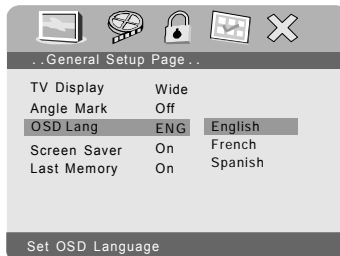 ..General Setup Page..
TV Display Wide
Angle Mark Off
OSD Lang ENG English
French
Screen Saver On Spanish
Last Memory On
Set OSD Language